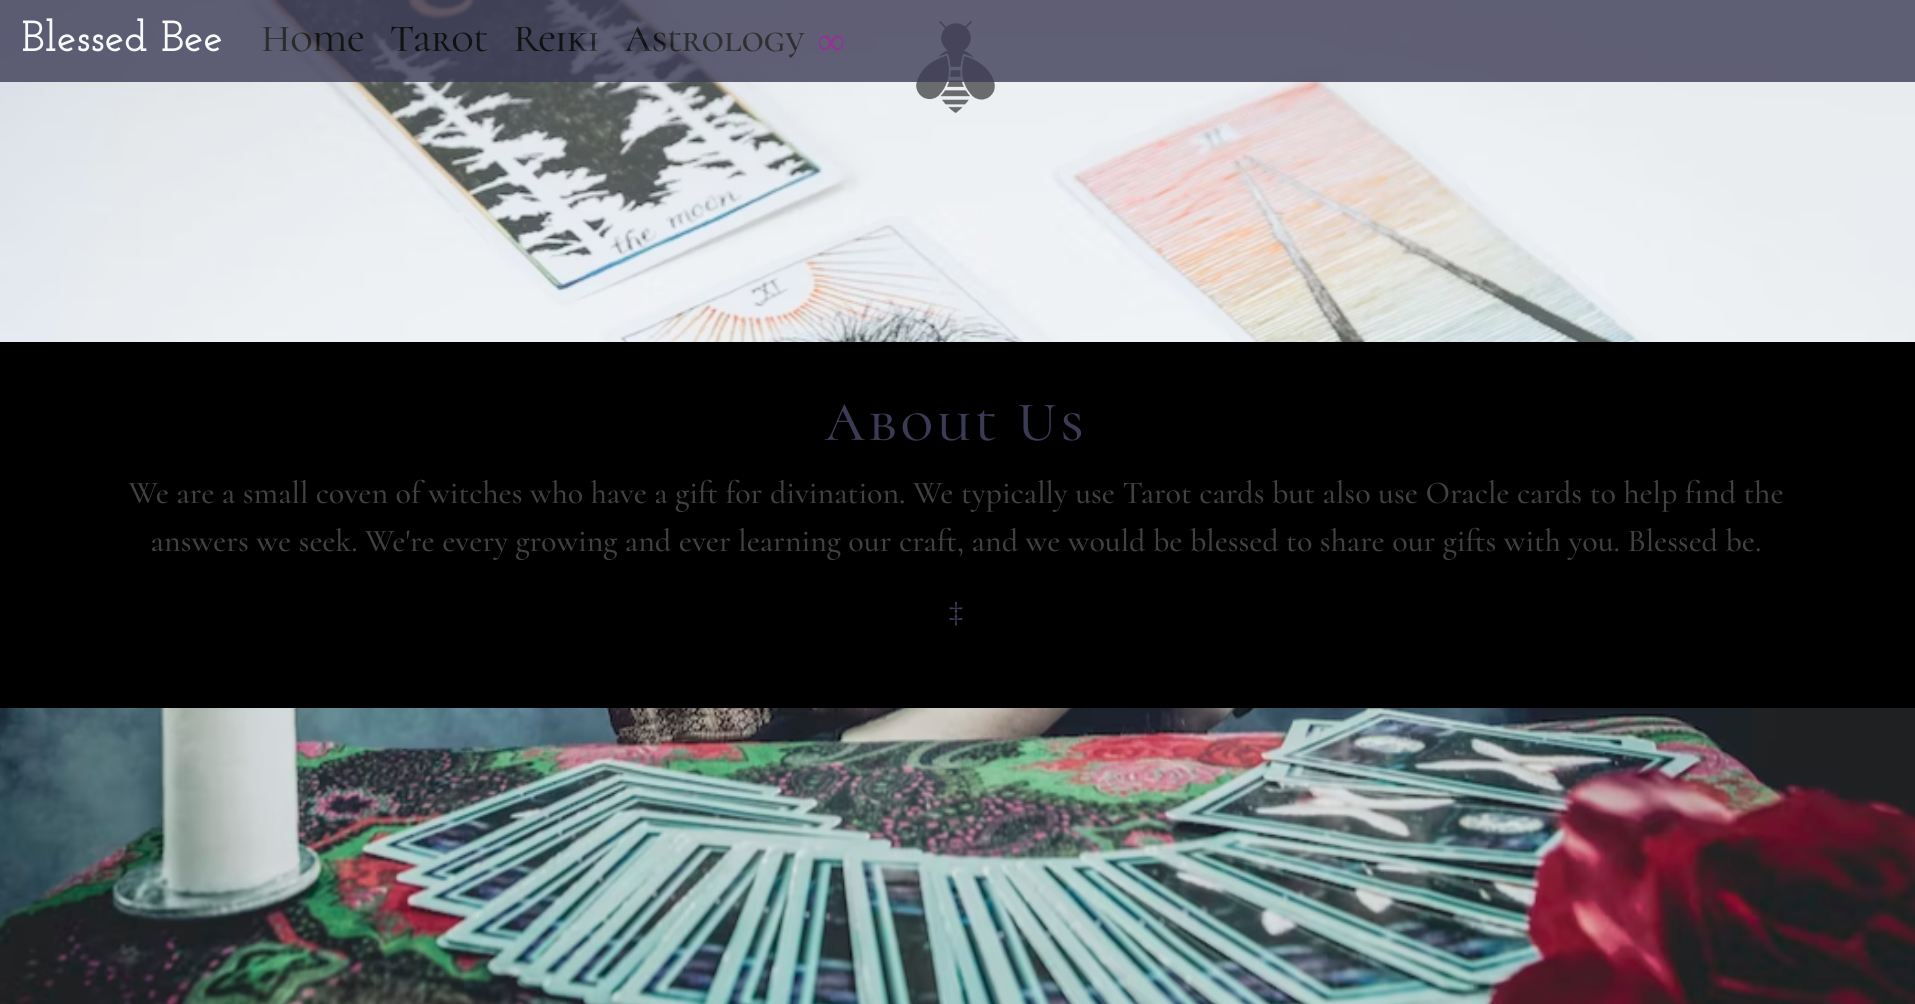 Blessed Bee Home Tarot Reiki Astrology ∞
the moon
II
XI
About Us
We are a small coven of witches who have a gift for divination. We typically use Tarot cards but also use Oracle cards to help find the
answers we seek. We're every growing and ever learning our craft, and we would be blessed to share our gifts with you. Blessed be.
‡